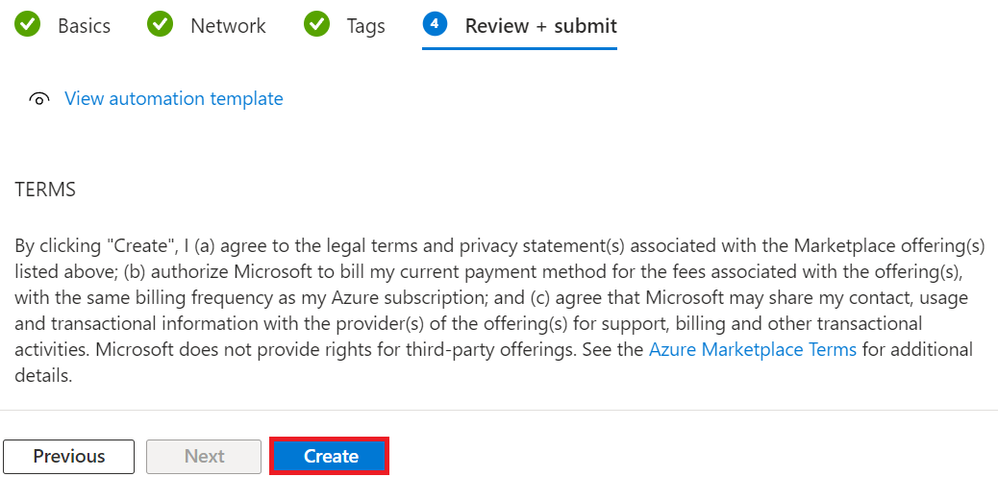 Basics Network Tags 4 Review + submit
View automation template
TERMS
By clicking "Create", I (a) agree to the legal terms and privacy statement(s) associated with the Marketplace offering(s)
listed above; (b) authorize Microsoft to bill my current payment method for the fees associated with the offering(s),
with the same billing frequency as my Azure subscription; and (c) agree that Microsoft may share my contact, usage
and transactional information with the provider(s) of the offering(s) for support, billing and other transactional
activities. Microsoft does not provide rights for third-party offerings. See the Azure Marketplace Terms for additional
details.
Previous Next Create